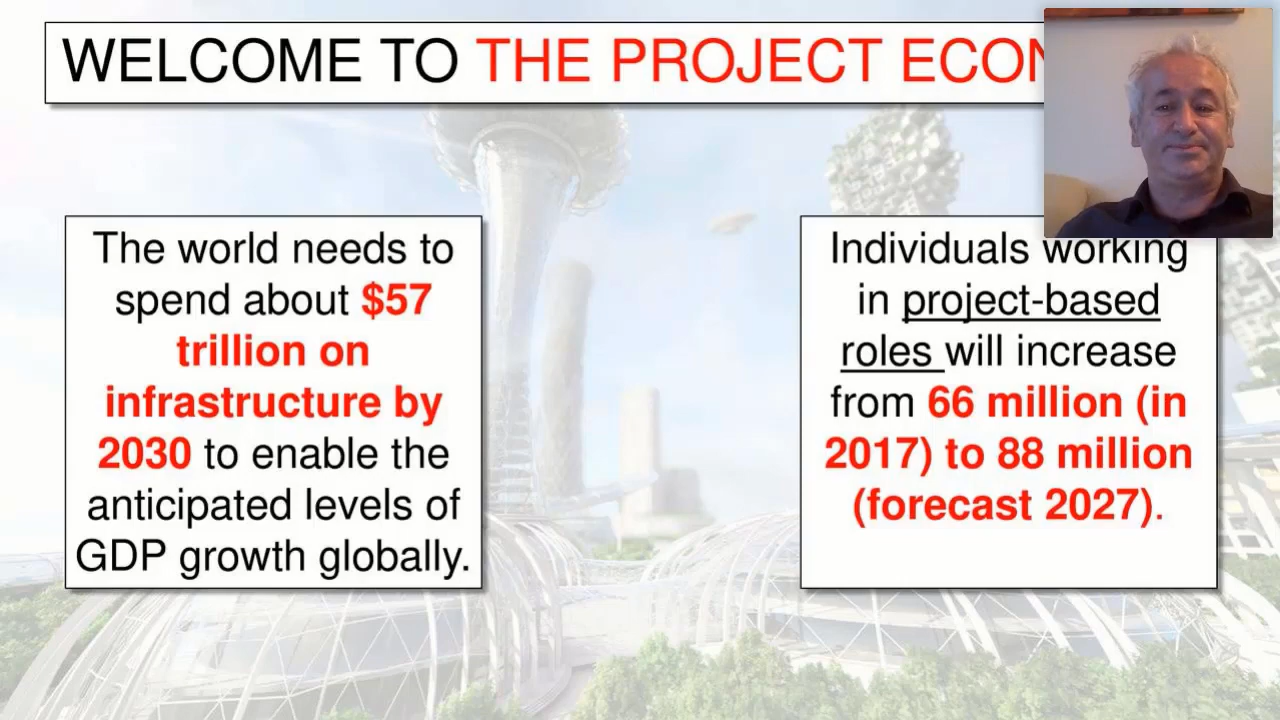 WELCOME TO THE PROJECT ECON
The world needs to
spend about $57
trillion on
infrastructure by
2030 to enable the
anticipated levels of
GDP growth globally.
Individuals working
in project-based
roles will increase
from 66 million (in
2017) to 88 million
(forecast 2027).